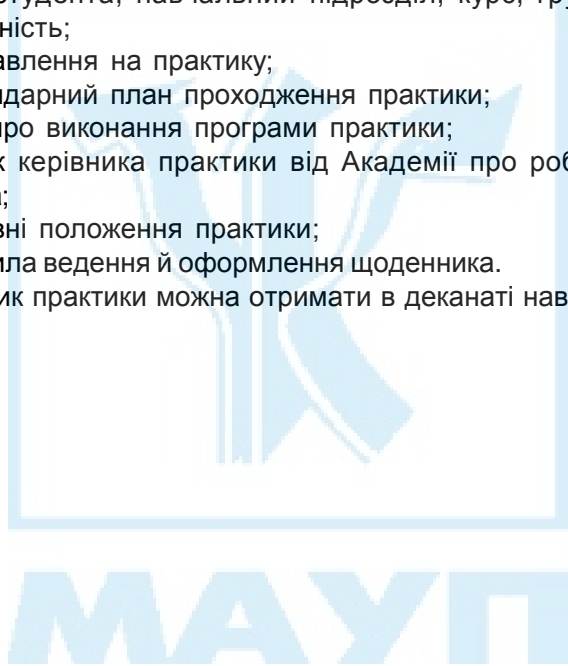 студента, навчальний підрозділ, курс, гру
ність;
авлення на практику;
ндарний план проходження практики;
про виконання програми практики;
к керівника практики від Академії про роб
а;
вні положення практики;
ила ведення й оформлення щоденника.
ик практики можна отримати в деканаті нав
МАУП